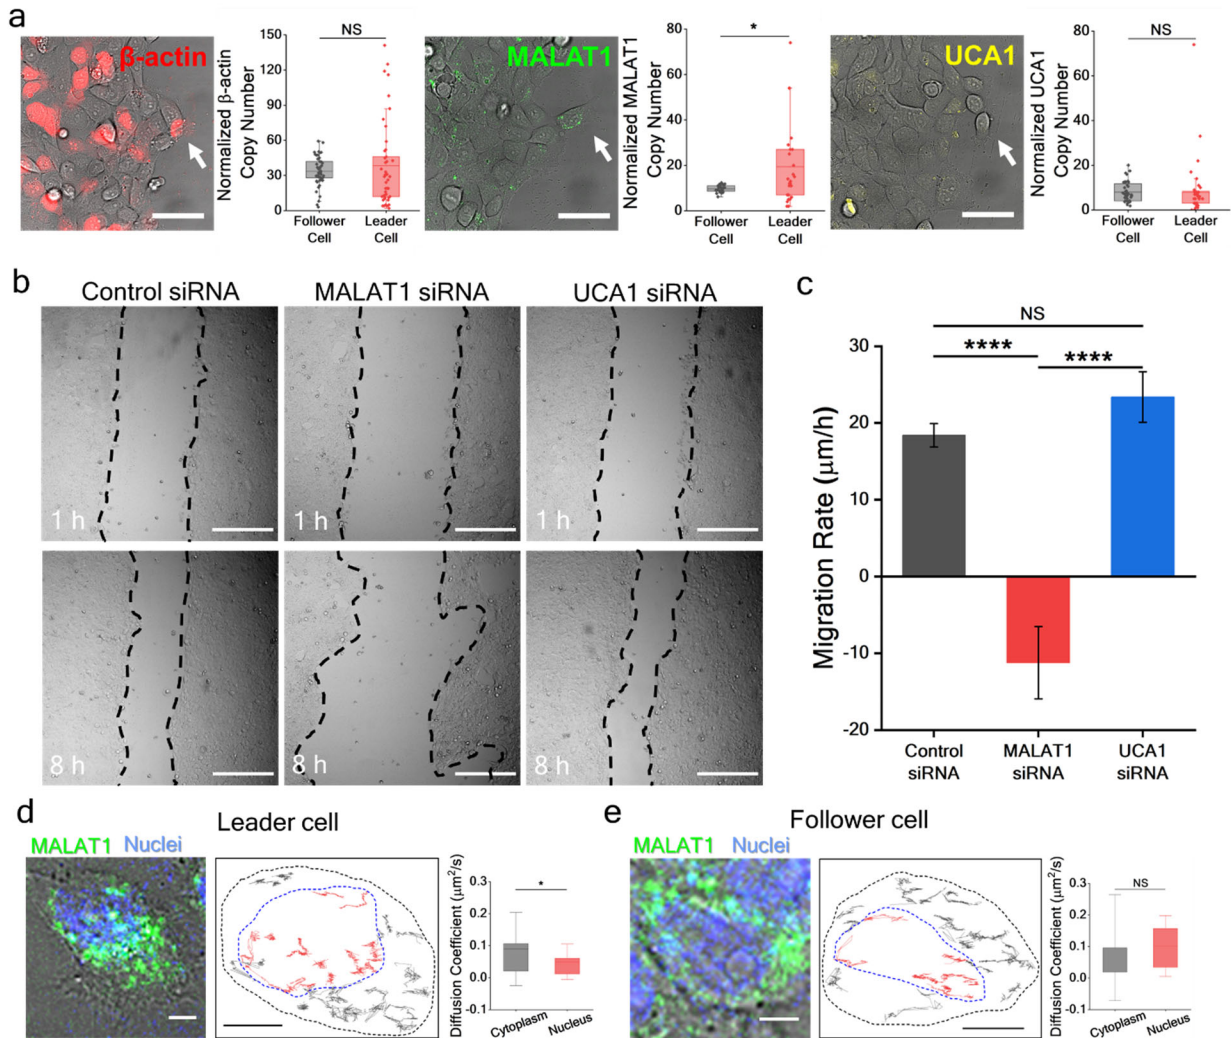 a
β-actin
Normalized β-actin
Copy Number
150
120
90
60
30
0
NS
Follower
Cell
Leader
Cell
MALAT1
Normalized MALAT1
Copy Number
80
60
40
20
0
*
Follower
Cell
Leader
Cell
UCA1
Normalized UCA1
Copy Number
80
60
40
20
0
NS
Follower
Cell
Leader
Cell
b
Control siRNA
MALAT1 siRNA
UCA1 siRNA
1 h
1 h
1 h
8 h
8 h
8 h
c
NS
****
****
Migration Rate (μm/h)
30
20
10
0
-10
-20
Control
siRNA
MALAT1
siRNA
UCA1
siRNA
d
Leader cell
MALAT1 Nuclei
Diffusion Coefficient (μm²/s)
0.3
0.2
0.1
0.0
-0.1
*
Cytoplasm
Nucleus
e
Follower cell
MALAT1 Nuclei
Diffusion Coefficient (μm²/s)
0.3
0.2
0.1
0.0
-0.1
NS
Cytoplasm
Nucleus